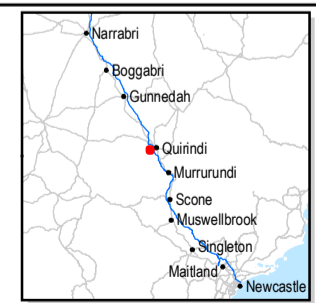 Narrabri
Boggabri
Gunnedah
Quirindi
Murrurundi
Scone
Muswellbrook
Singleton
Maitland
Newcastle